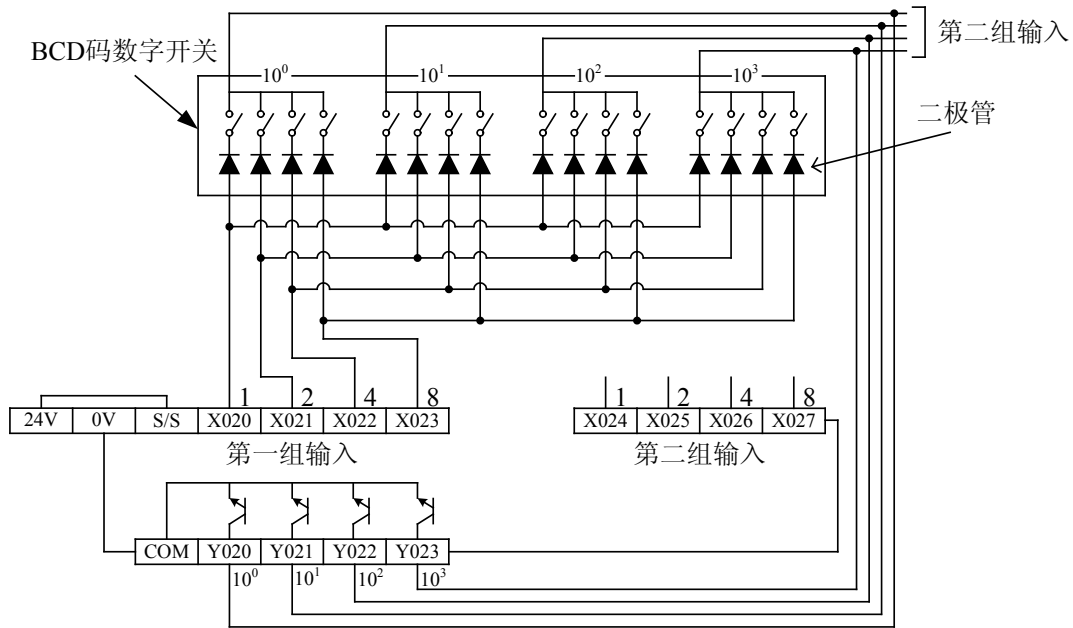 第二组输入
BCD码数字开关
10⁰ 10¹ 10² 10³
二极管
1 2 4 8 1 2 4 8
24V 0V S/S X020 X021 X022 X023 X024 X025 X026 X027
第一组输入 第二组输入
COM Y020 Y021 Y022 Y023
10⁰ 10¹ 10² 10³